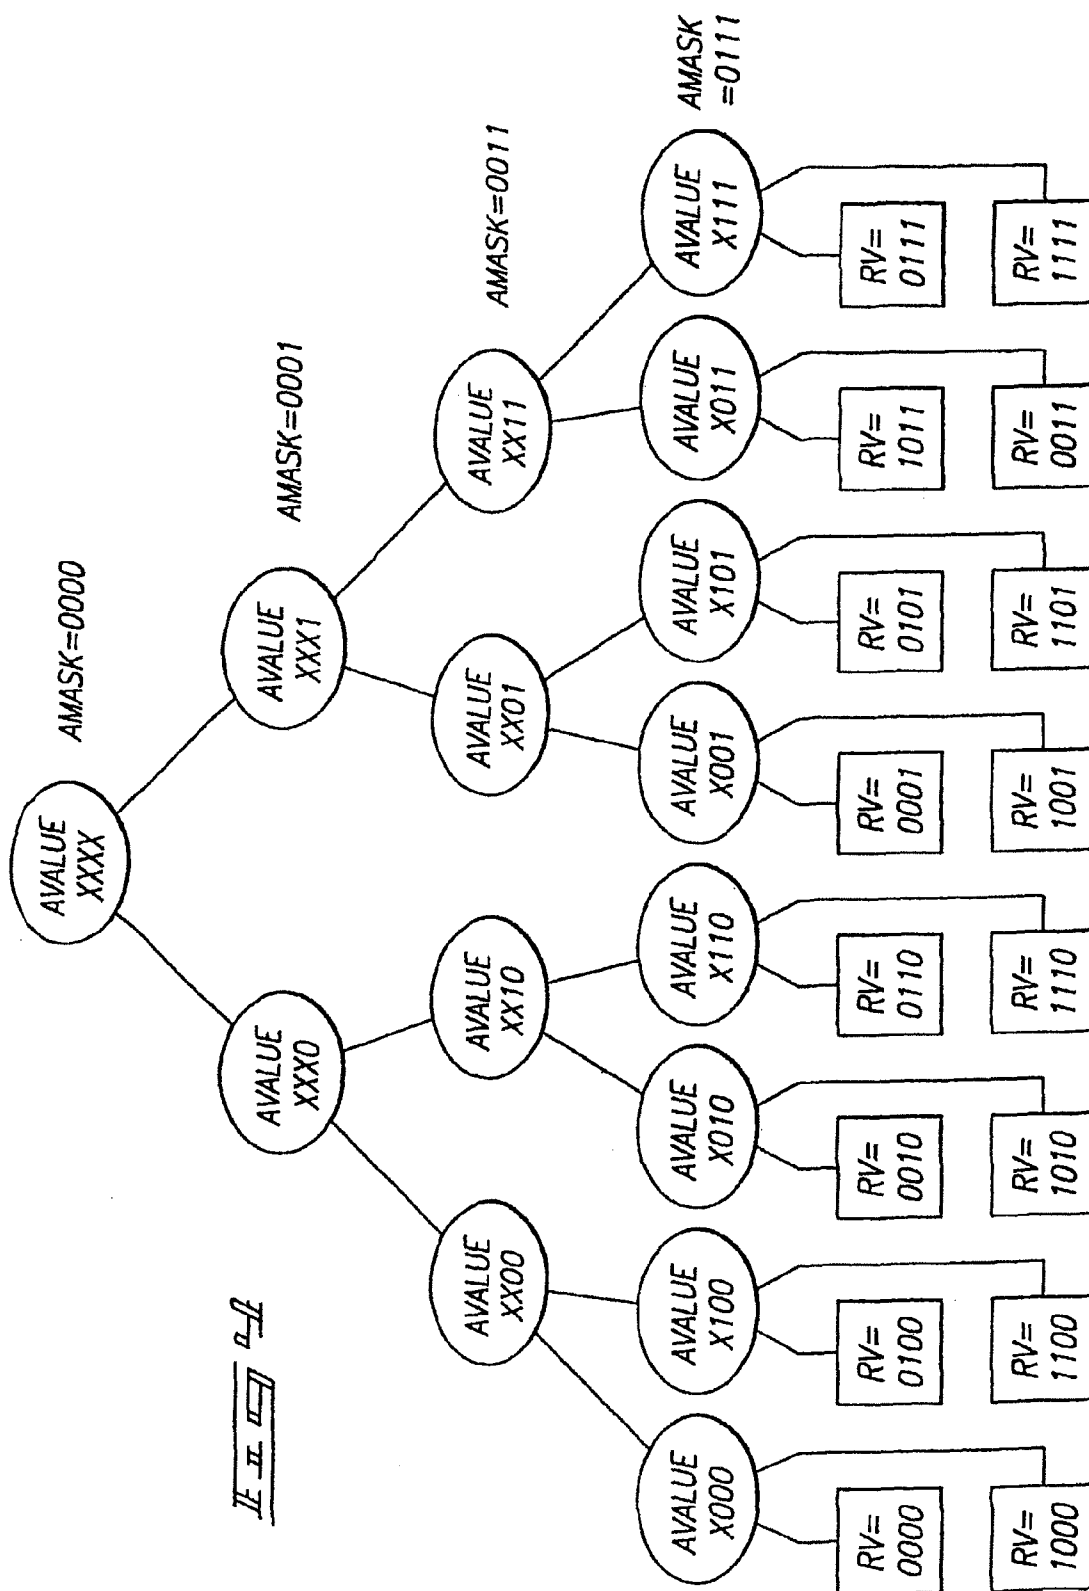 AMASK=0000
AVALUE
XXXX
AMASK=0001
AVALUE
XXX0
AVALUE
XXX1
AMASK=0011
AVALUE
XX00
AVALUE
XX10
AVALUE
XX01
AVALUE
XX11
AMASK
=0111
AVALUE
X000
AVALUE
X100
AVALUE
X010
AVALUE
X110
AVALUE
X001
AVALUE
X101
AVALUE
X011
AVALUE
X111
RV=
0000
RV=
0100
RV=
0010
RV=
0110
RV=
0001
RV=
0101
RV=
1011
RV=
0111
RV=
1000
RV=
1100
RV=
1010
RV=
1110
RV=
1001
RV=
1101
RV=
0011
RV=
1111